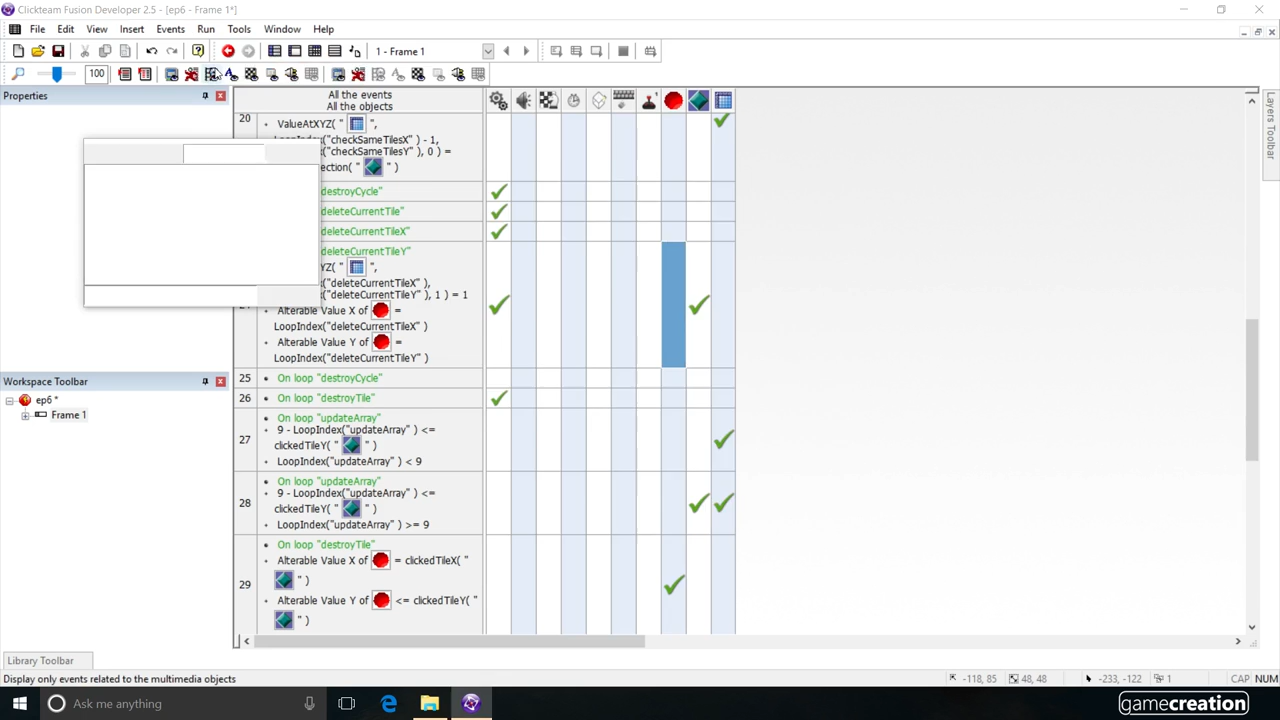 Clickteam Fusion Developer 2.5 - [ep6 - Frame 1*]
File Edit View Insert Events Run Tools Window Help
1 - Frame 1
100
Properties
All the events
All the objects
20
ValueAtXYZ( " ",
LoopIndex("checkSameTilesX" ) - 1,
"checkSameTilesY" ), 0 ) =
ection( " " )
destroyCycle"
deleteCurrentTile"
deleteCurrentTileX"
deleteCurrentTileY"
YZ( " ",
"deleteCurrentTileX" ),
"deleteCurrentTileY" ), 1 ) = 1
Alterable Value X of =
LoopIndex("deleteCurrentTileX" )
Alterable Value Y of =
LoopIndex("deleteCurrentTileY" )
25 On loop "destroyCycle"
26 On loop "destroyTile"
On loop "updateArray"
27 9 - LoopIndex("updateArray" ) <=
clickedTileY( " " )
LoopIndex("updateArray" ) < 9
On loop "updateArray"
28 9 - LoopIndex("updateArray" ) <=
clickedTileY( " " )
LoopIndex("updateArray" ) >= 9
On loop "destroyTile"
Alterable Value X of = clickedTileX( "
29 " )
Alterable Value Y of <= clickedTileY( "
" )
Layers Toolbar
Workspace Toolbar
ep6 *
Frame 1
Library Toolbar
Display only events related to the multimedia objects
-118, 85 48, 48 -233, -122 1 CAP NUM
Ask me anything
gamecreation